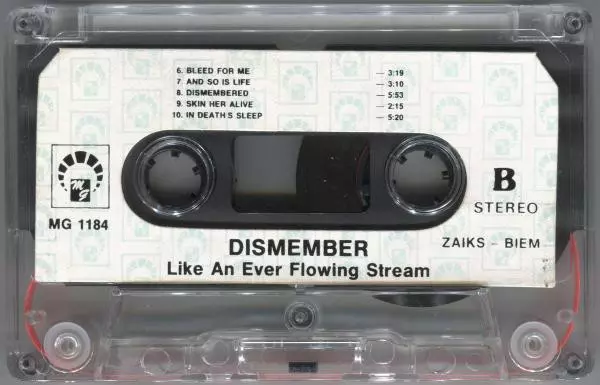 6. BLEED FOR ME — 3:19
7. AND SO IS LIFE — 3:10
8. DISMEMBERED — 5:53
9. SKIN HER ALIVE — 2:15
10. IN DEATH'S SLEEP — 5:20
MG
MG 1184
B
STEREO
DISMEMBER
ZAIKS – BIEM
Like An Ever Flowing Stream